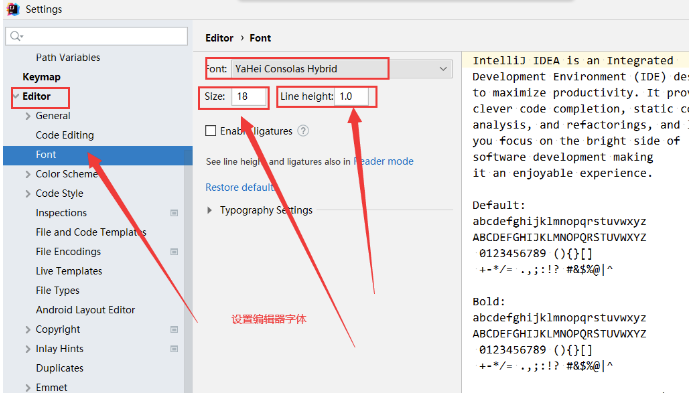 Settings
Path Variables
Keymap
Editor
General
Code Editing
Font
Color Scheme
Code Style
Inspections
File and Code Templates
File Encodings
Live Templates
File Types
Android Layout Editor
Copyright
Inlay Hints
Duplicates
Emmet
Editor › Font
Font: YaHei Consolas Hybrid
Size: 18 Line height: 1.0
Enable ligatures ?
See line height and ligatures also in Reader mode
Restore defaults
Typography Settings
设置编辑器字体
IntelliJ IDEA is an Integrated
Development Environment (IDE) des
to maximize productivity. It prov
clever code completion, static co
analysis, and refactorings, and l
you focus on the bright side of
software development making
it an enjoyable experience.
Default:
abcdefghijklmnopqrstuvwxyz
ABCDEFGHIJKLMNOPQRSTUVWXYZ
0123456789 (){}[]
+-*/= .,;:!? #&$%@|^
Bold:
abcdefghijklmnopqrstuvwxyz
ABCDEFGHIJKLMNOPQRSTUVWXYZ
0123456789 (){}[]
+-*/= .,;:!? #&$%@|^